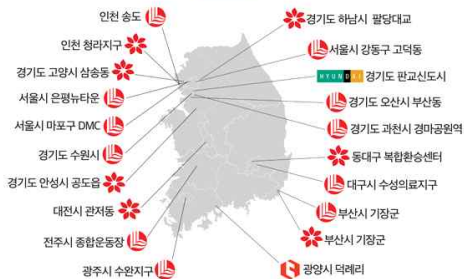 인천 송도
인천 청라지구
경기도 고양시 삼송동
서울시 은평뉴타운
서울시 마포구 DMC
경기도 수원시
경기도 안성시 공도읍
대전시 관저동
전주시 종합운동장
광주시 수완지구
경기도 하남시 팔당대교
서울시 강동구 고덕동
HYUNDAI 경기도 판교신도시
경기도 오산시 부산동
경기도 과천시 경마공원역
동대구 복합환승센터
대구시 수성의료지구
부산시 기장군
부산시 기장군
광양시 덕례리